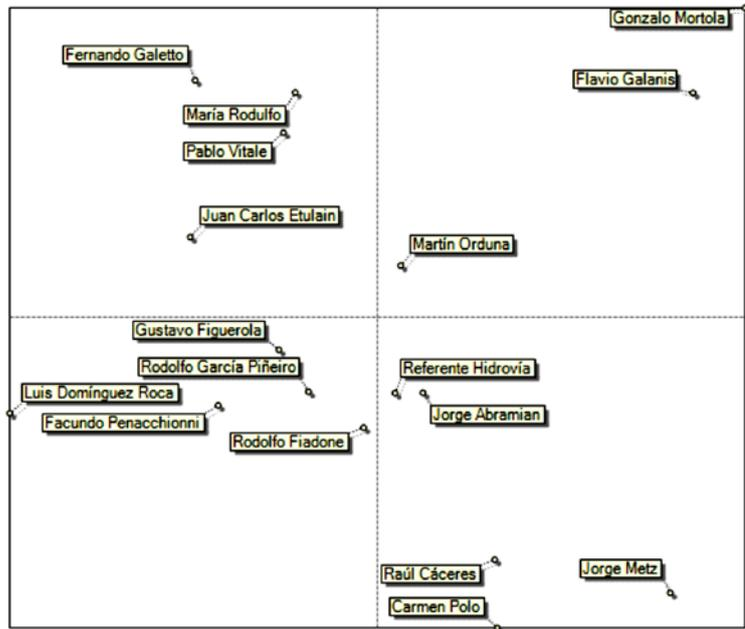 Gonzalo Mortola
Fernando Galetto
Flavio Galanis
María Rodulfo
Pablo Vitale
Juan Carlos Etulain
Martín Orduna
Gustavo Figuerola
Rodolfo García Piñeiro
Referente Hidrovía
Luis Domínguez Roca
Jorge Abramian
Facundo Penacchionni
Rodolfo Fiadone
Raúl Cáceres
Jorge Metz
Carmen Polo